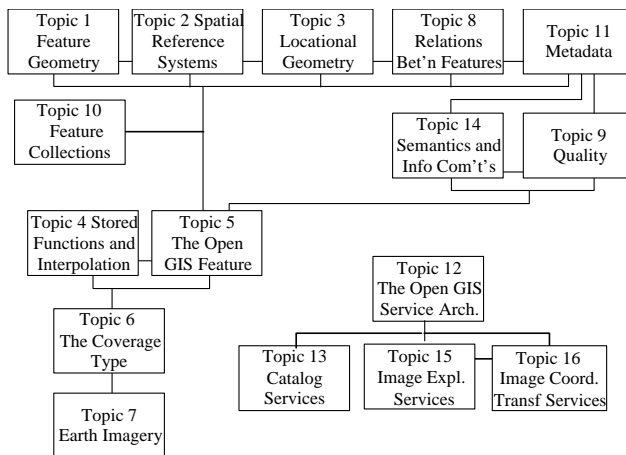 Topic 1
Feature
Geometry
Topic 2 Spatial
Reference
Systems
Topic 3
Locational
Geometry
Topic 8
Relations
Bet'n Features
Topic 11
Metadata
Topic 10
Feature
Collections
Topic 14
Semantics and
Info Com't's
Topic 9
Quality
Topic 4 Stored
Functions and
Interpolation
Topic 5
The Open
GIS Feature
Topic 12
The Open GIS
Service Arch.
Topic 6
The Coverage
Type
Topic 13
Catalog
Services
Topic 15
Image Expl.
Services
Topic 16
Image Coord.
Transf Services
Topic 7
Earth Imagery